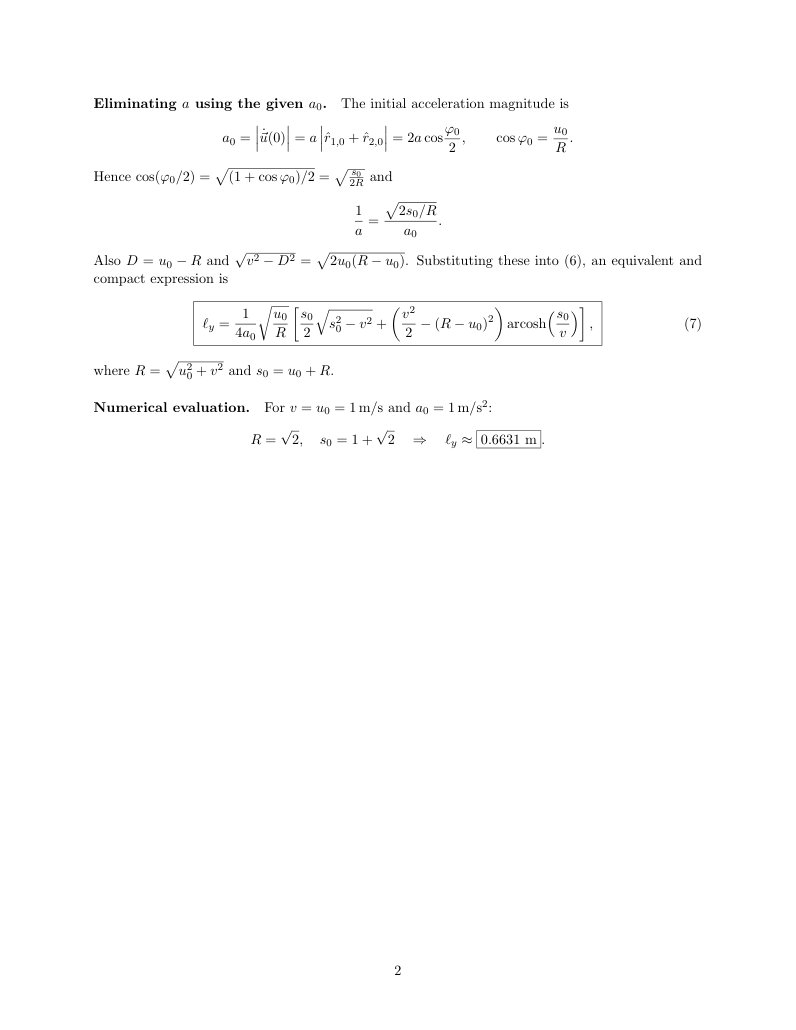 Eliminating a using the given a₀. The initial acceleration magnitude is
a₀ = |u̇⃗(0)| = a |r̂₁,₀ + r̂₂,₀| = 2a cos φ₀/2, cos φ₀ = u₀/R.
Hence cos(φ₀/2) = √((1 + cos φ₀)/2) = √(s₀/2R) and
1/a = √(2s₀/R)/a₀.
Also D = u₀ − R and √(v² − D²) = √(2u₀(R − u₀)). Substituting these into (6), an equivalent and
compact expression is
ℓ_y = 1/(4a₀) √(u₀/R) [s₀/2 √(s₀² − v²) + (v²/2 − (R − u₀)²) arcosh(s₀/v)], (7)
where R = √(u₀² + v²) and s₀ = u₀ + R.
Numerical evaluation. For v = u₀ = 1 m/s and a₀ = 1 m/s²:
R = √2, s₀ = 1 + √2 ⇒ ℓ_y ≈ 0.6631 m.
2